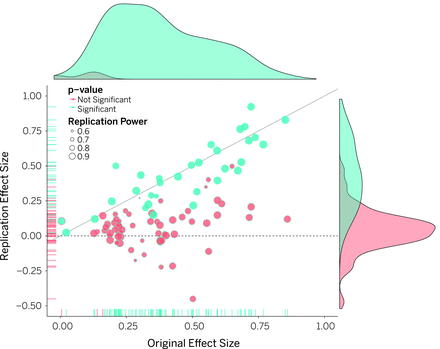 p−value
Not Significant
Significant
Replication Power
0.6
0.7
0.8
0.9
1.00
0.75
0.50
0.25
0.00
−0.25
−0.50
Replication Effect Size
0.00
0.25
0.50
0.75
1.00
Original Effect Size